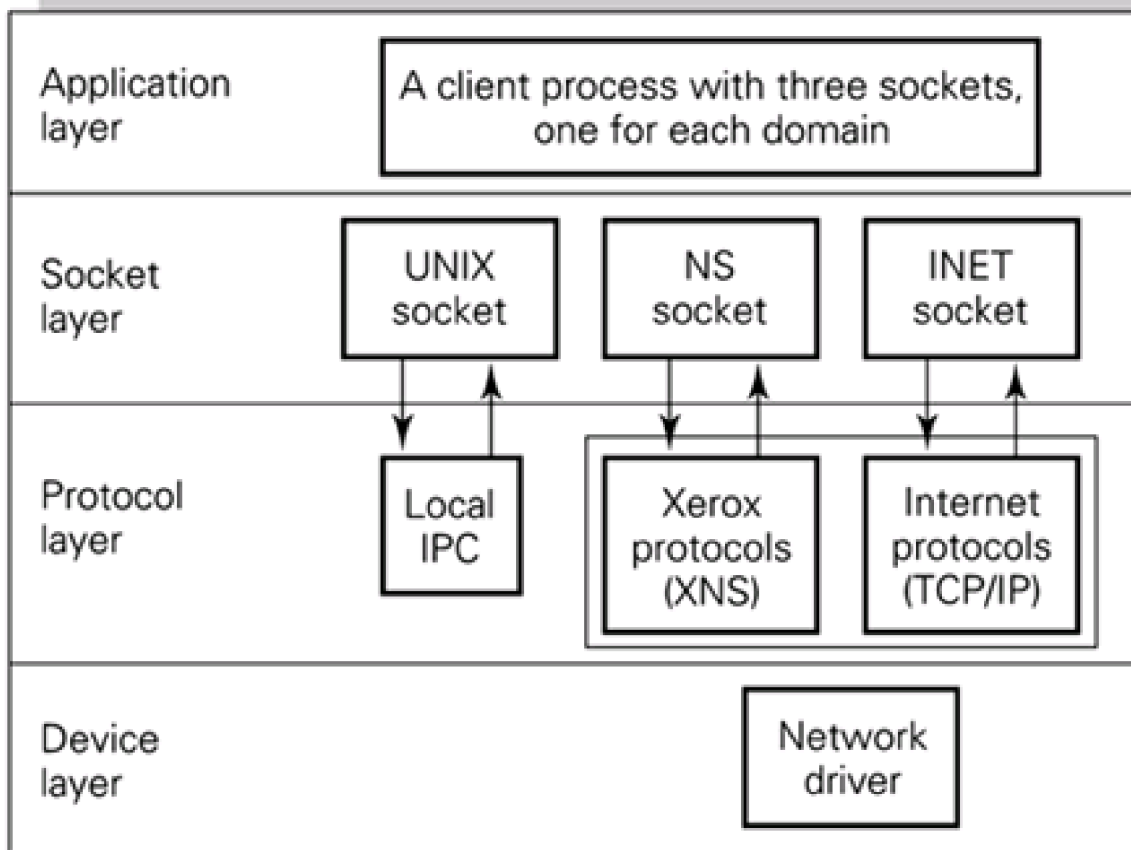 Application
layer
A client process with three sockets,
one for each domain
Socket
layer
UNIX
socket
NS
socket
INET
socket
Protocol
layer
Local
IPC
Xerox
protocols
(XNS)
Internet
protocols
(TCP/IP)
Device
layer
Network
driver